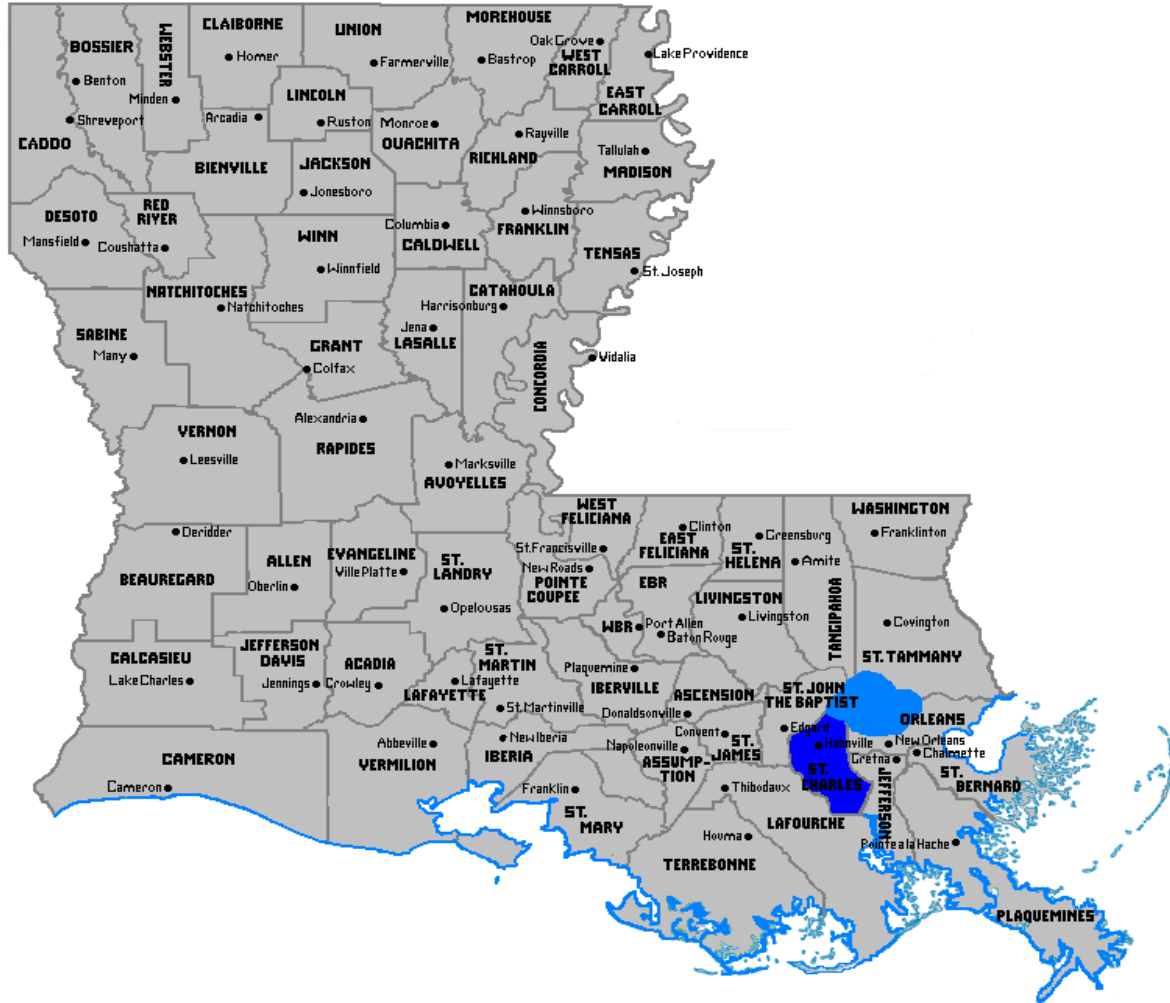 MOREHOUSE
CLAIBORNE
UNION
Oak Grove
BOSSIER
WEBSTER
Homer
Farmerville
Bastrop
WEST
CARROLL
Lake Providence
Benton
LINCOLN
EAST
CARROLL
Minden
Shreveport
Arcadia
Ruston
Monroe
Rayville
CADDO
OUACHITA
RICHLAND
Tallulah
BIENVILLE
JACKSON
MADISON
Jonesboro
RED
RIVER
DESOTO
Winnsboro
Columbia
FRANKLIN
Mansfield
Coushatta
WINN
CALDWELL
TENSAS
Winnfield
St. Joseph
NATCHITOCHES
CATAHOULA
Natchitoches
Harrisonburg
SABINE
Jena
LASALLE
GRANT
Many
CONCORDIA
Vidalia
Colfax
Alexandria
VERNON
RAPIDES
Leesville
Marksville
AVOYELLES
WEST
FELICIANA
WASHINGTON
Deridder
Clinton
Greensburg
Franklinton
EAST
FELICIANA
ST.
HELENA
St. Francisville
ALLEN
EVANGELINE
ST.
LANDRY
Amite
New Roads
Ville Platte
BEAUREGARD
POINTE
COUPEE
EBR
Oberlin
LIVINGSTON
TANGIPAHOA
Opelousas
Livingston
WBR
Port Allen
Baton Rouge
Covington
JEFFERSON
DAVIS
ST.
MARTIN
CALCASIEU
ACADIA
ST. TAMMANY
Plaquemine
Lake Charles
Jennings
Crowley
Lafayette
LAFAYETTE
IBERVILLE
ASCENSION
ST. JOHN
THE BAPTIST
St. Martinville
Donaldsonville
ORLEANS
Edgard
Convent
New Iberia
Abbeville
Napoleonville
ST.
JAMES
Hahnville
New Orleans
Chalmette
CAMERON
VERMILION
IBERIA
ASSUMP-
TION
Gretna
ST.
CHARLES
JEFFERSON
ST.
BERNARD
Cameron
Franklin
Thibodaux
ST.
MARY
LAFOURCHE
Houma
Pointe a la Hache
TERREBONNE
PLAQUEMINES